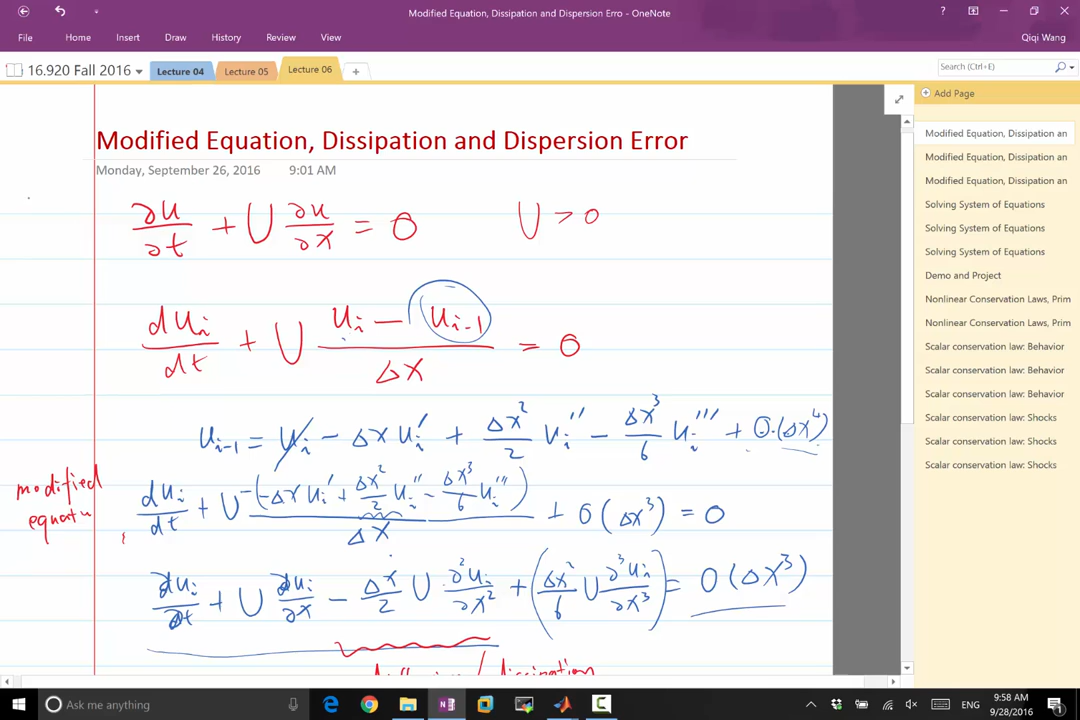 Modified Equation, Dissipation and Dispersion Erro - OneNote
File Home Insert Draw History Review View
Qiqi Wang
16.920 Fall 2016 Lecture 04 Lecture 05 Lecture 06
Search (Ctrl+E)
Add Page
Modified Equation, Dissipation and Dispersion Error
Monday, September 26, 2016 9:01 AM
∂u/∂t + U ∂u/∂x = 0 U > 0
du_i/dt + U (u_i - u_{i-1})/Δx = 0
u_{i-1} = u_i - Δx u_i' + Δx²/2 u_i'' - Δx³/6 u_i''' + O(Δx⁴)
modified
du_i/dt + U -(-Δx u_i' + Δx²/2 u_i'' - Δx³/6 u_i''')/Δx + O(Δx³) = 0
∂u_i/∂t + U ∂u_i/∂x - Δx/2 U ∂²u_i/∂x² + (Δx²/6 U ∂³u_i/∂x³) = O(Δx³)
/ dissipation
Modified Equation, Dissipation an
Modified Equation, Dissipation an
Modified Equation, Dissipation an
Solving System of Equations
Solving System of Equations
Solving System of Equations
Demo and Project
Nonlinear Conservation Laws, Prim
Nonlinear Conservation Laws, Prim
Scalar conservation law: Behavior
Scalar conservation law: Behavior
Scalar conservation law: Behavior
Scalar conservation law: Shocks
Scalar conservation law: Shocks
Scalar conservation law: Shocks
Ask me anything
ENG
9:58 AM
9/28/2016